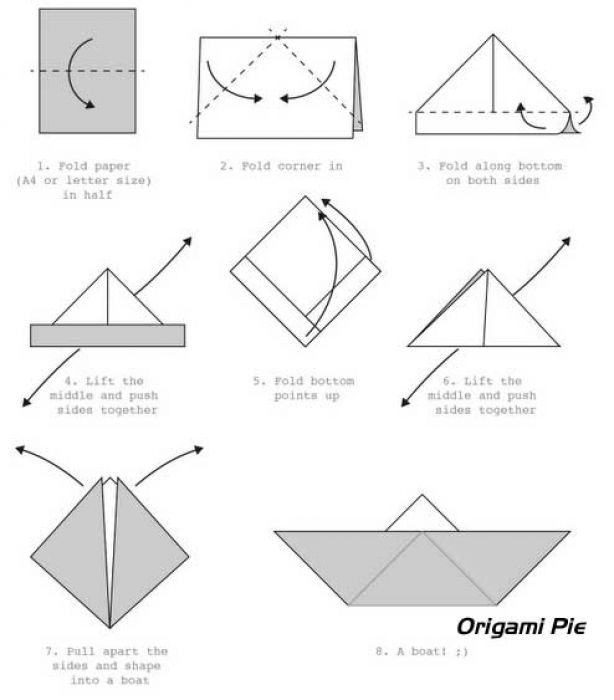 1. Fold paper
(A4 or letter size)
in half
2. Fold corner in
3. Fold along bottom
on both sides
4. Lift the
middle and push
sides together
5. Fold bottom
points up
6. Lift the
middle and push
sides together
7. Pull apart the
sides and shape
into a boat
8. A boat! ;)
Origami Pie